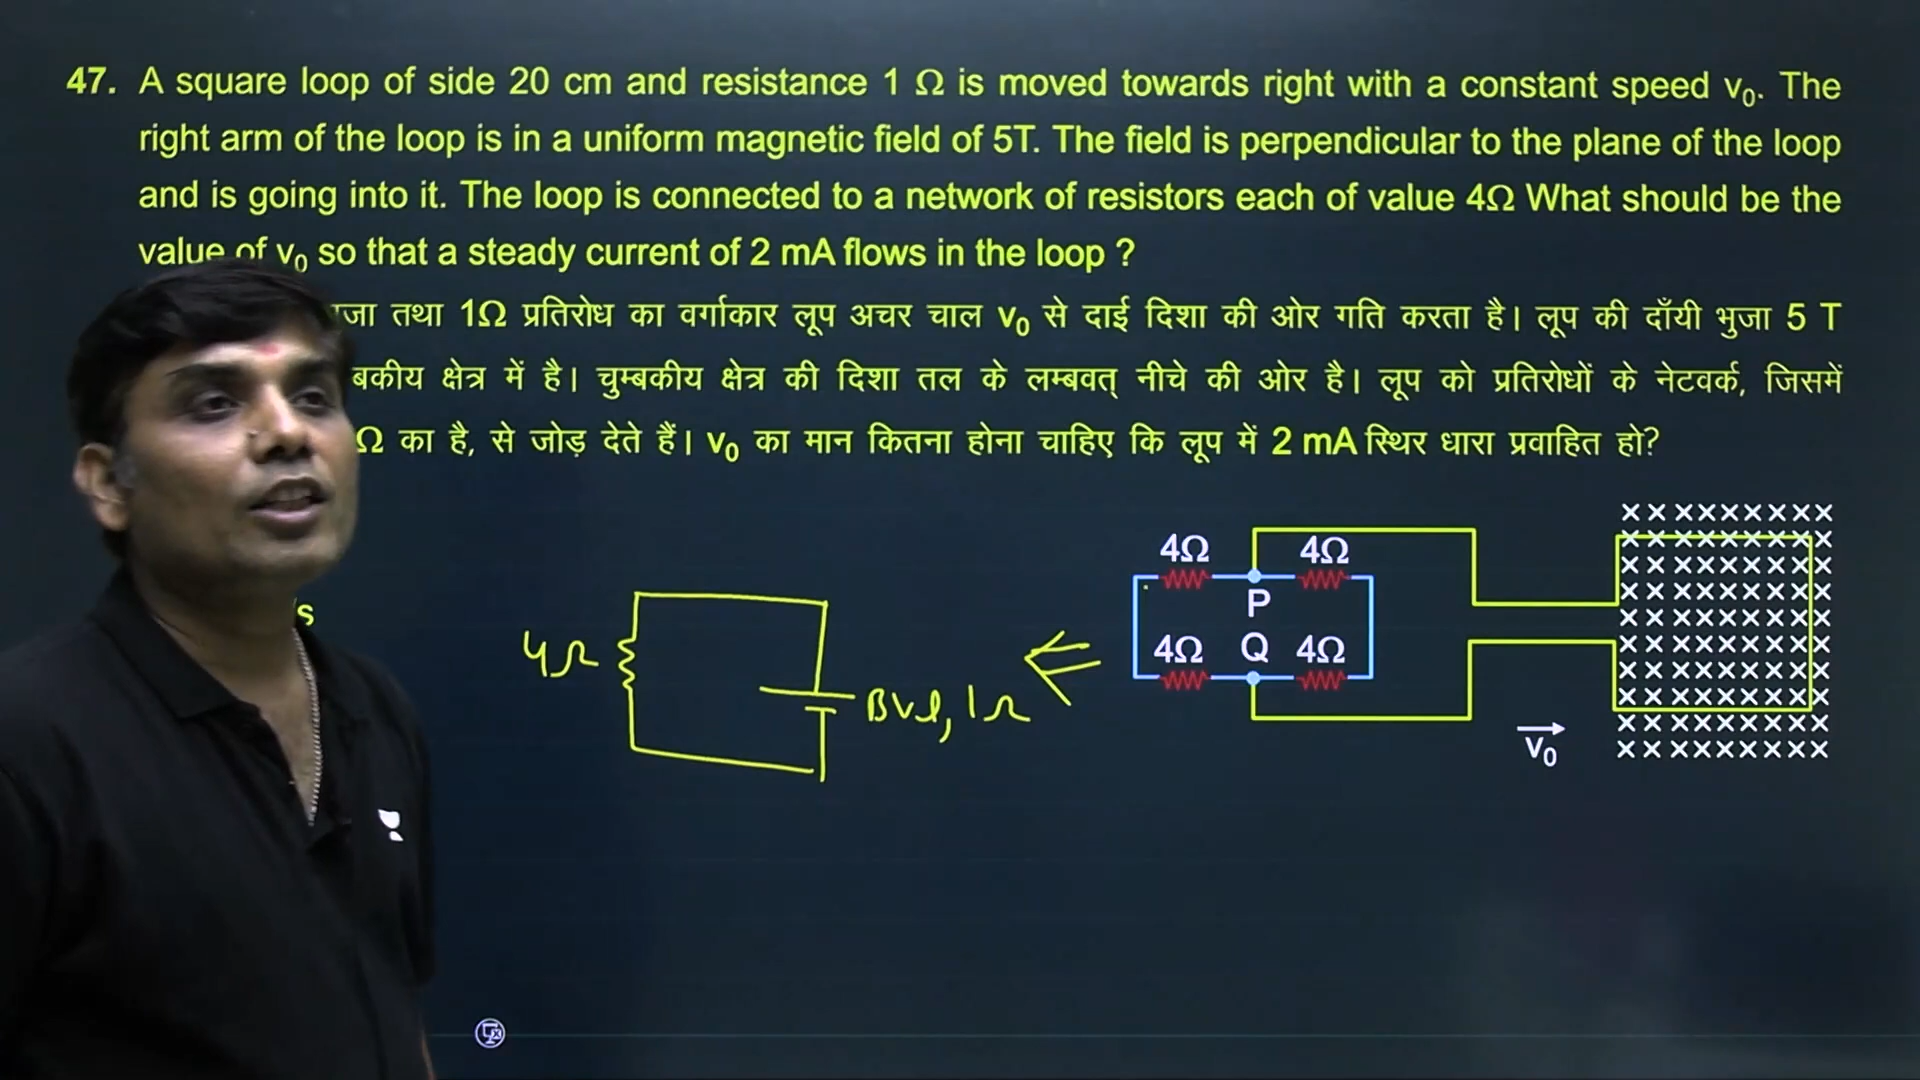 47. A square loop of side 20 cm and resistance 1 Ω is moved towards right with a constant speed v₀. The
right arm of the loop is in a uniform magnetic field of 5T. The field is perpendicular to the plane of the loop
and is going into it. The loop is connected to a network of resistors each of value 4Ω What should be the
value of v₀ so that a steady current of 2 mA flows in the loop ?
तथा 1Ω प्रतिरोध का वर्गाकार लूप अचर चाल v₀ से दाई दिशा की ओर गति करता है। लूप की दाँयी भुजा 5 T
क्षेत्र में है। चुम्बकीय क्षेत्र की दिशा तल के लम्बवत् नीचे की ओर है। लूप को प्रतिरोधों के नेटवर्क, जिसमें
Ω का है, से जोड़ देते हैं। v₀ का मान कितना होना चाहिए कि लूप में 2 mA स्थिर धारा प्रवाहित हो?
4Ω 4Ω
P
Q
4Ω 4Ω
v₀
4Ω
Bvl, 1Ω